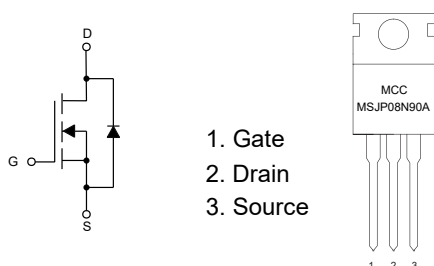 D
G
S
1. Gate
2. Drain
3. Source
MCC
MSJP08N90A
1 2 3